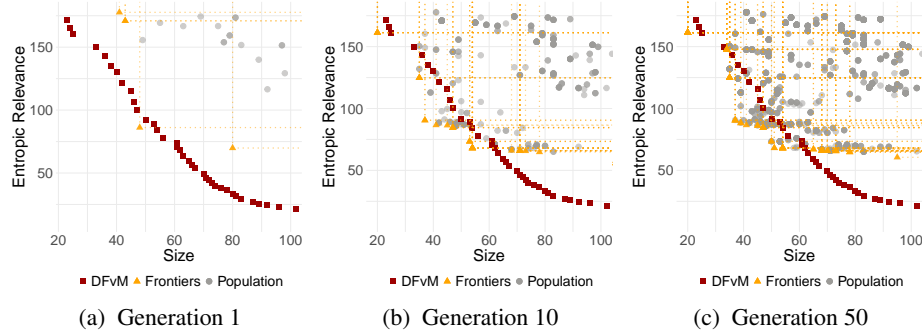 Entropic Relevance
150
100
50
20 40 60 80 100
Size
DFvM Frontiers Population
(a) Generation 1
Entropic Relevance
150
100
50
20 40 60 80 100
Size
DFvM Frontiers Population
(b) Generation 10
Entropic Relevance
150
100
50
20 40 60 80 100
Size
DFvM Frontiers Population
(c) Generation 50